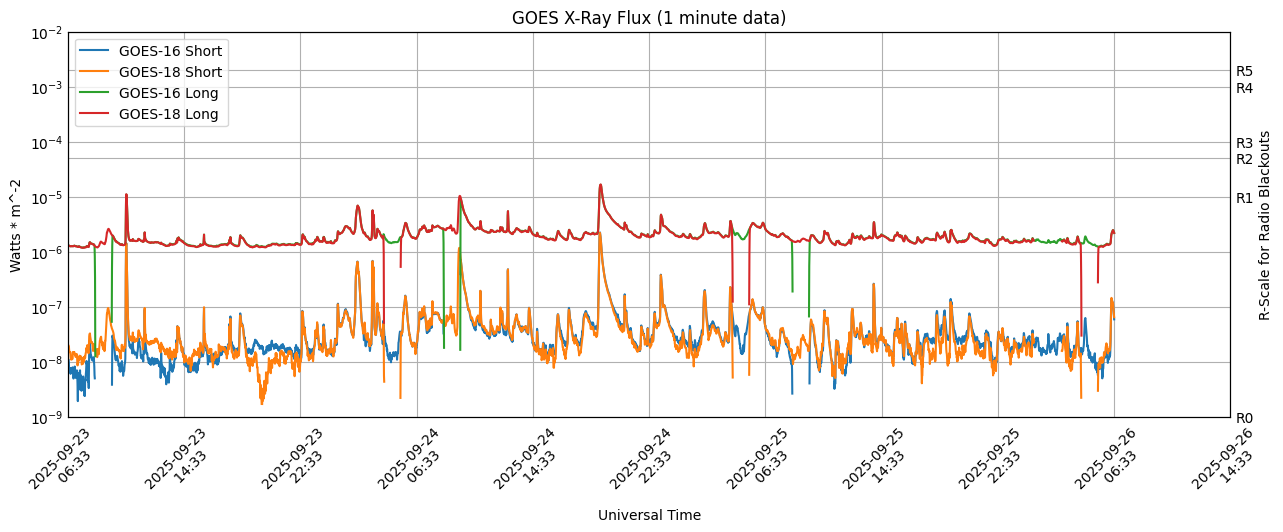 GOES X-Ray Flux (1 minute data)
GOES-16 Short
GOES-18 Short
GOES-16 Long
GOES-18 Long
10^-2
10^-3
10^-4
10^-5
10^-6
10^-7
10^-8
10^-9
Watts * m^-2
R5
R4
R3
R2
R1
R0
R-Scale for Radio Blackouts
2025-09-23
06:33
2025-09-23
14:33
2025-09-23
22:33
2025-09-24
06:33
2025-09-24
14:33
2025-09-24
22:33
2025-09-25
06:33
2025-09-25
14:33
2025-09-25
22:33
2025-09-26
06:33
2025-09-26
14:33
Universal Time